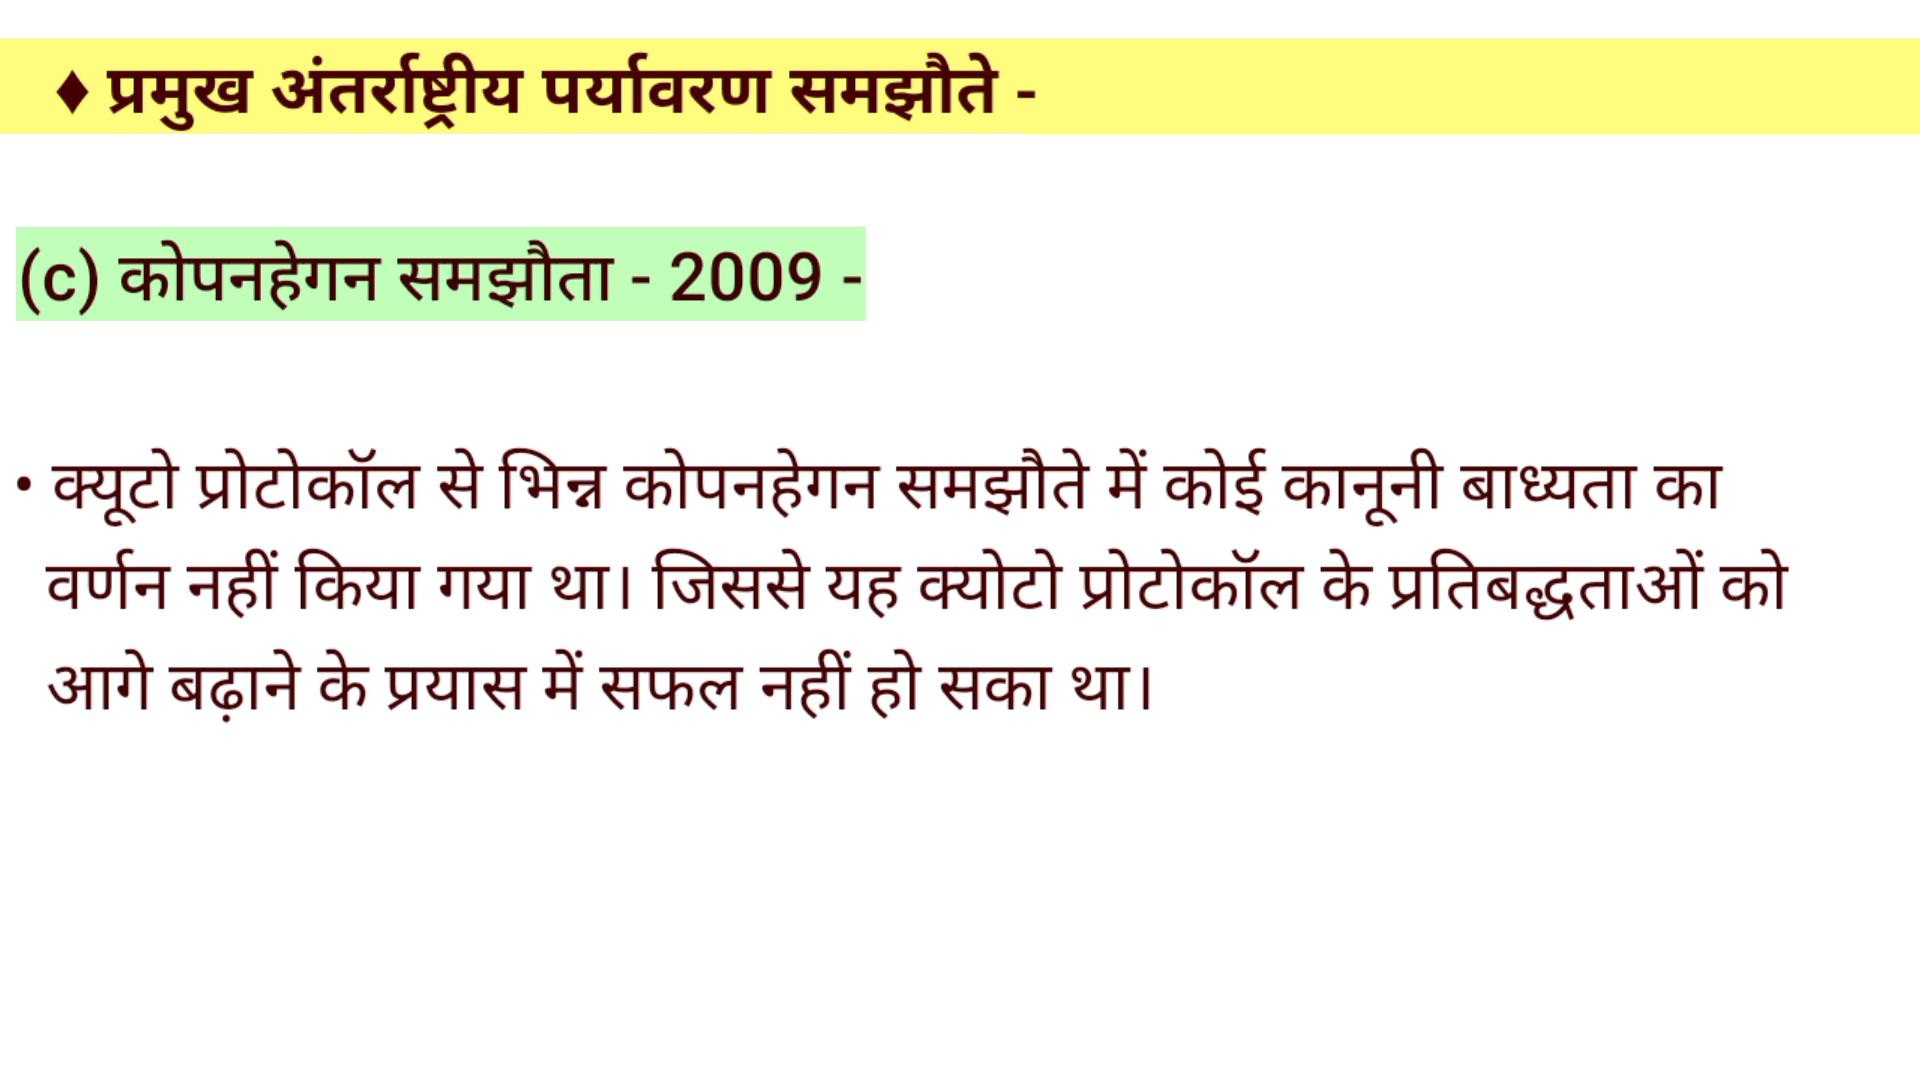 ♦ प्रमुख अंतर्राष्ट्रीय पर्यावरण समझौते -
(c) कोपनहेगन समझौता - 2009 -
• क्यूटो प्रोटोकॉल से भिन्न कोपनहेगन समझौते में कोई कानूनी बाध्यता का
वर्णन नहीं किया गया था। जिससे यह क्योटो प्रोटोकॉल के प्रतिबद्धताओं को
आगे बढ़ाने के प्रयास में सफल नहीं हो सका था।